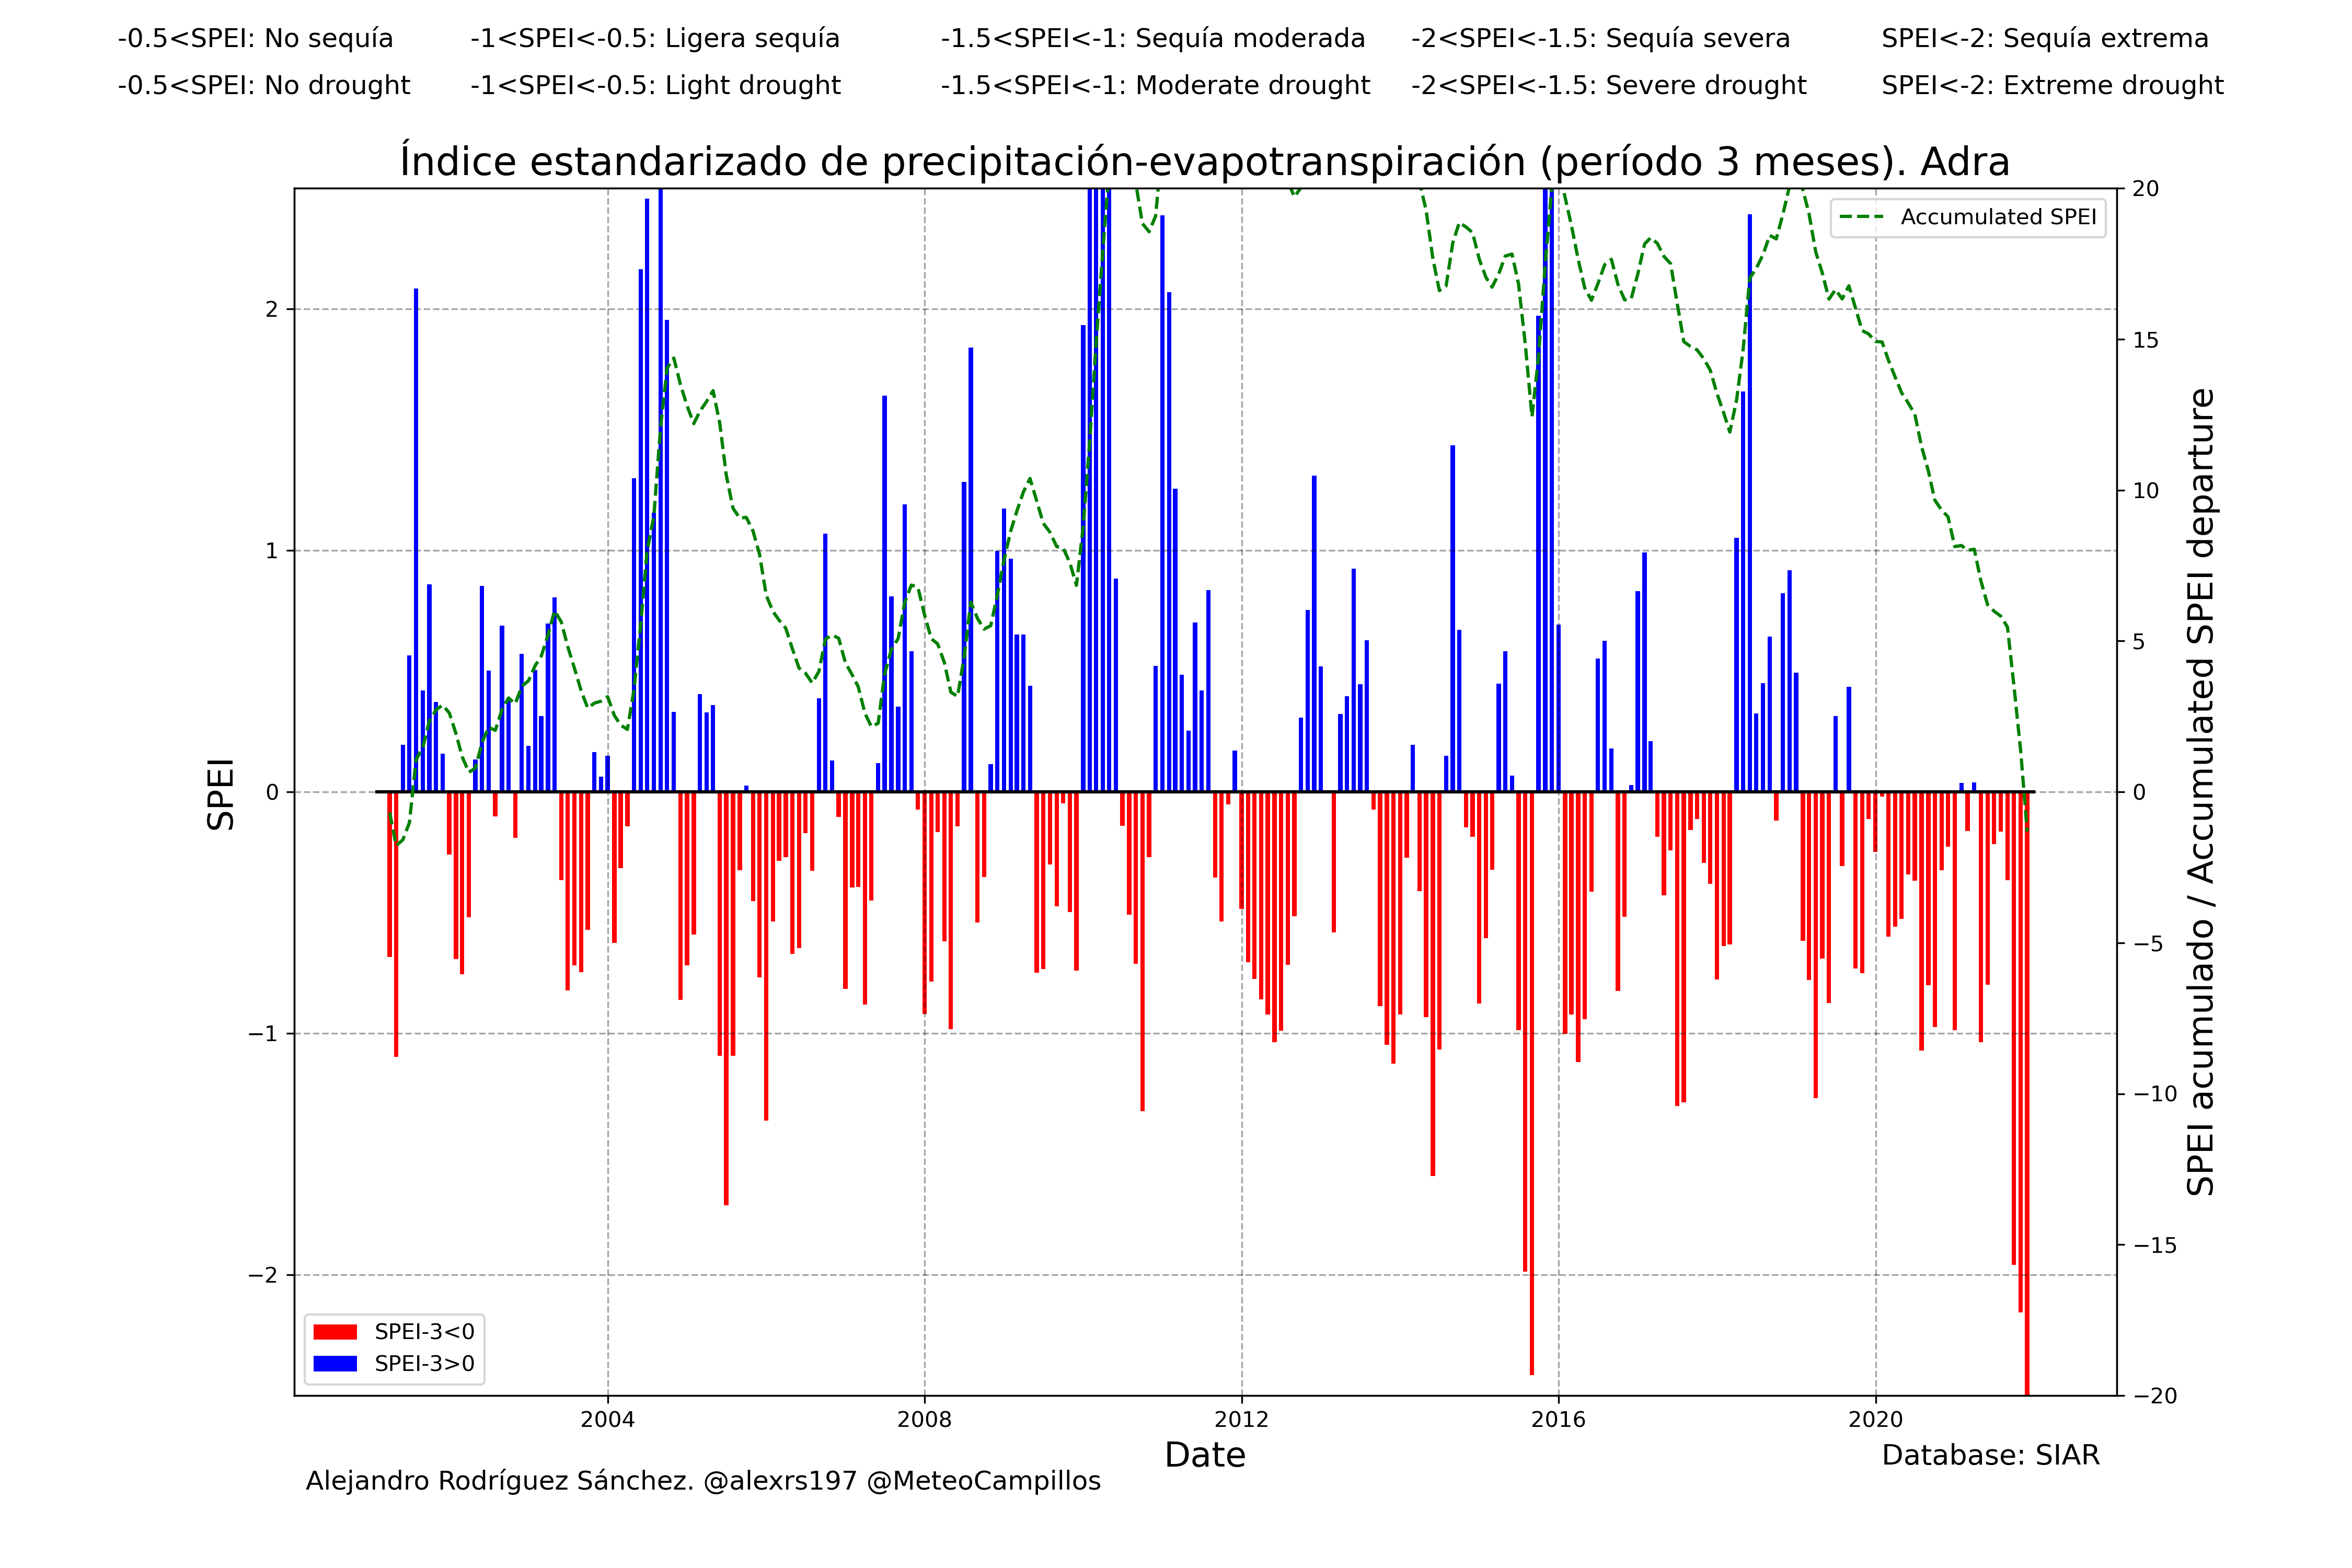 -0.5<SPEI: No sequía -1<SPEI<-0.5: Ligera sequía -1.5<SPEI<-1: Sequía moderada -2<SPEI<-1.5: Sequía severa SPEI<-2: Sequía extrema
-0.5<SPEI: No drought -1<SPEI<-0.5: Light drought -1.5<SPEI<-1: Moderate drought -2<SPEI<-1.5: Severe drought SPEI<-2: Extreme drought
Índice estandarizado de precipitación-evapotranspiración (período 3 meses). Adra
Accumulated SPEI
SPEI
2
1
0
−1
−2
20
15
10
5
0
−5
−10
−15
−20
SPEI acumulado / Accumulated SPEI departure
SPEI-3<0
SPEI-3>0
2004 2008 2012 2016 2020
Date
Database: SIAR
Alejandro Rodríguez Sánchez. @alexrs197 @MeteoCampillos